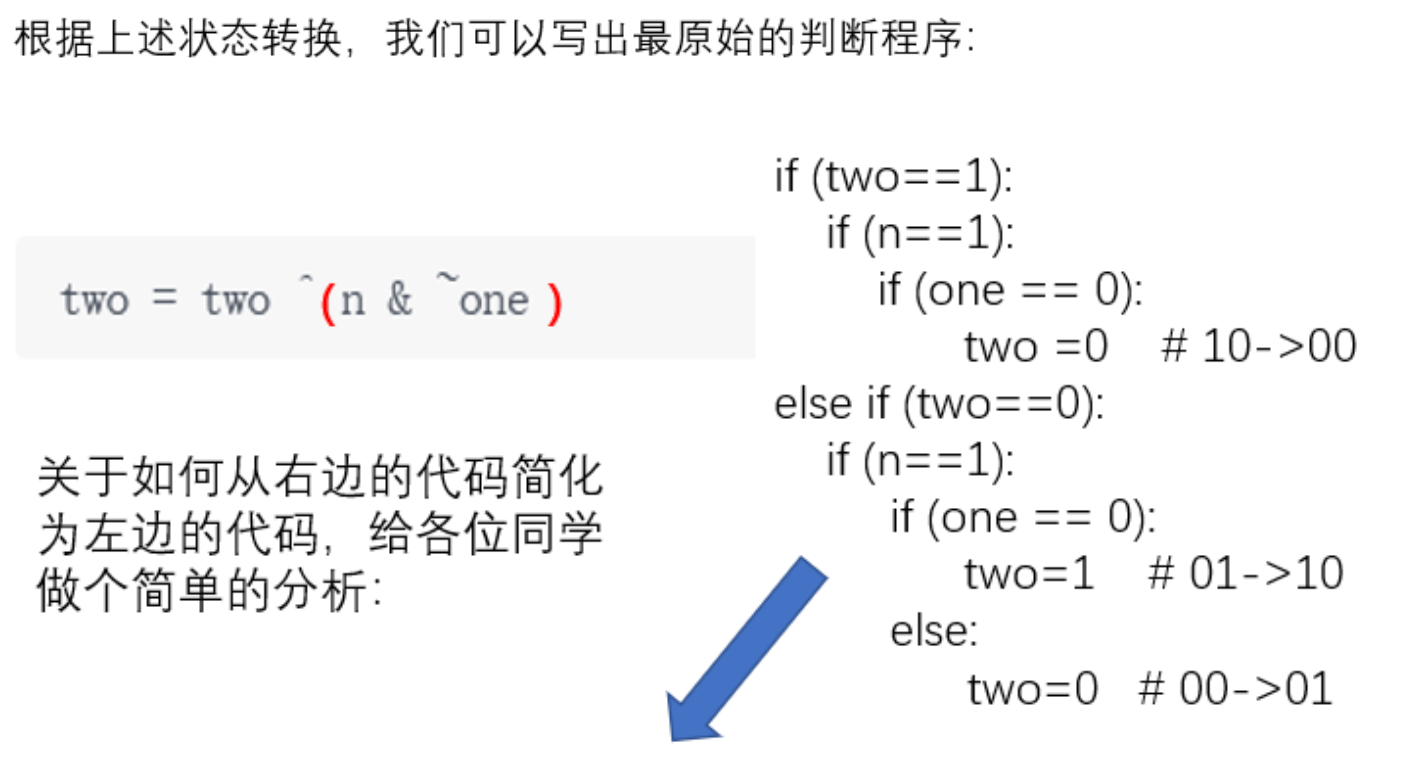 根据上述状态转换，我们可以写出最原始的判断程序:
two = two ^(n & ~one )
关于如何从右边的代码简化
为左边的代码，给各位同学
做个简单的分析:
if (two==1):
if (n==1):
if (one == 0):
two =0 # 10->00
else if (two==0):
if (n==1):
if (one == 0):
two=1 # 01->10
else:
two=0 # 00->01